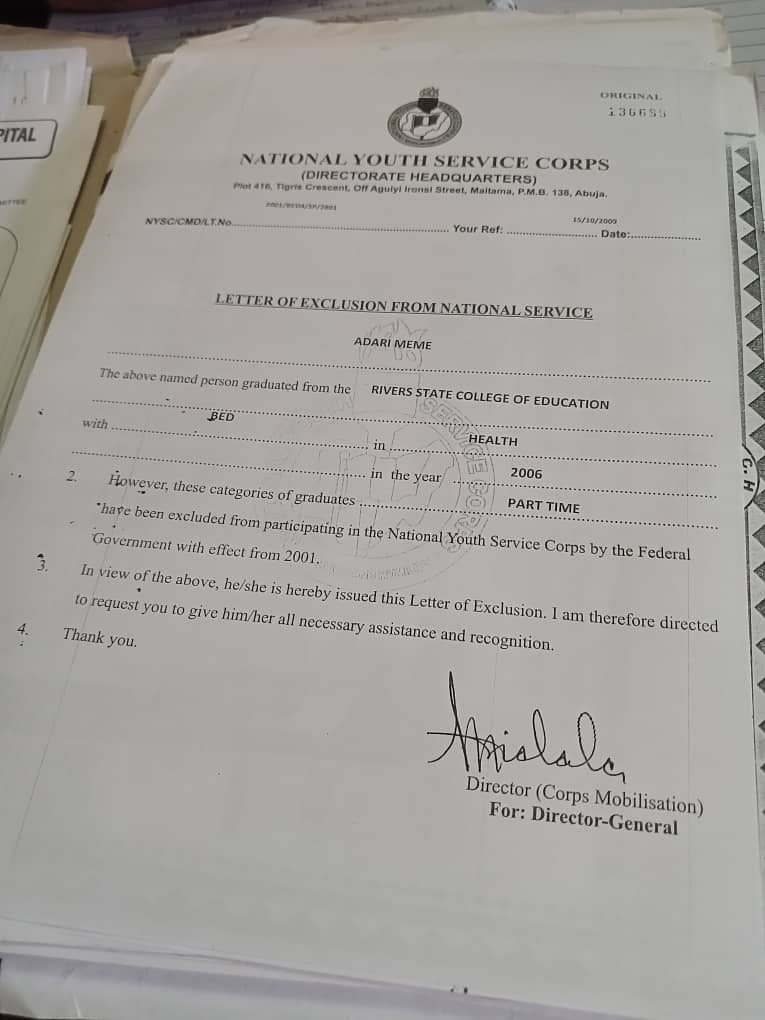 ORIGINAL
PITAL
NATIONAL YOUTH SERVICE CORPS
(DIRECTORATE HEADQUARTERS)
Plot 416, Tigris Crescent, Off Aguiyi Ironsi Street, Maitama, P.M.B. 138, Abuja.
15/10/2009
NYSC/CMD/LT.No. Your Ref: Date:
LETTER OF EXCLUSION FROM NATIONAL SERVICE
ADARI MEME
The above named person graduated from the RIVERS STATE COLLEGE OF EDUCATION
with BED in HEALTH
in the year 2006
2. However, these categories of graduates PART TIME
have been excluded from participating in the National Youth Service Corps by the Federal
Government with effect from 2001.
3. In view of the above, he/she is hereby issued this Letter of Exclusion. I am therefore directed
to request you to give him/her all necessary assistance and recognition.
4. Thank you.
Director (Corps Mobilisation)
For: Director-General
SERVICE CORPS
C. H